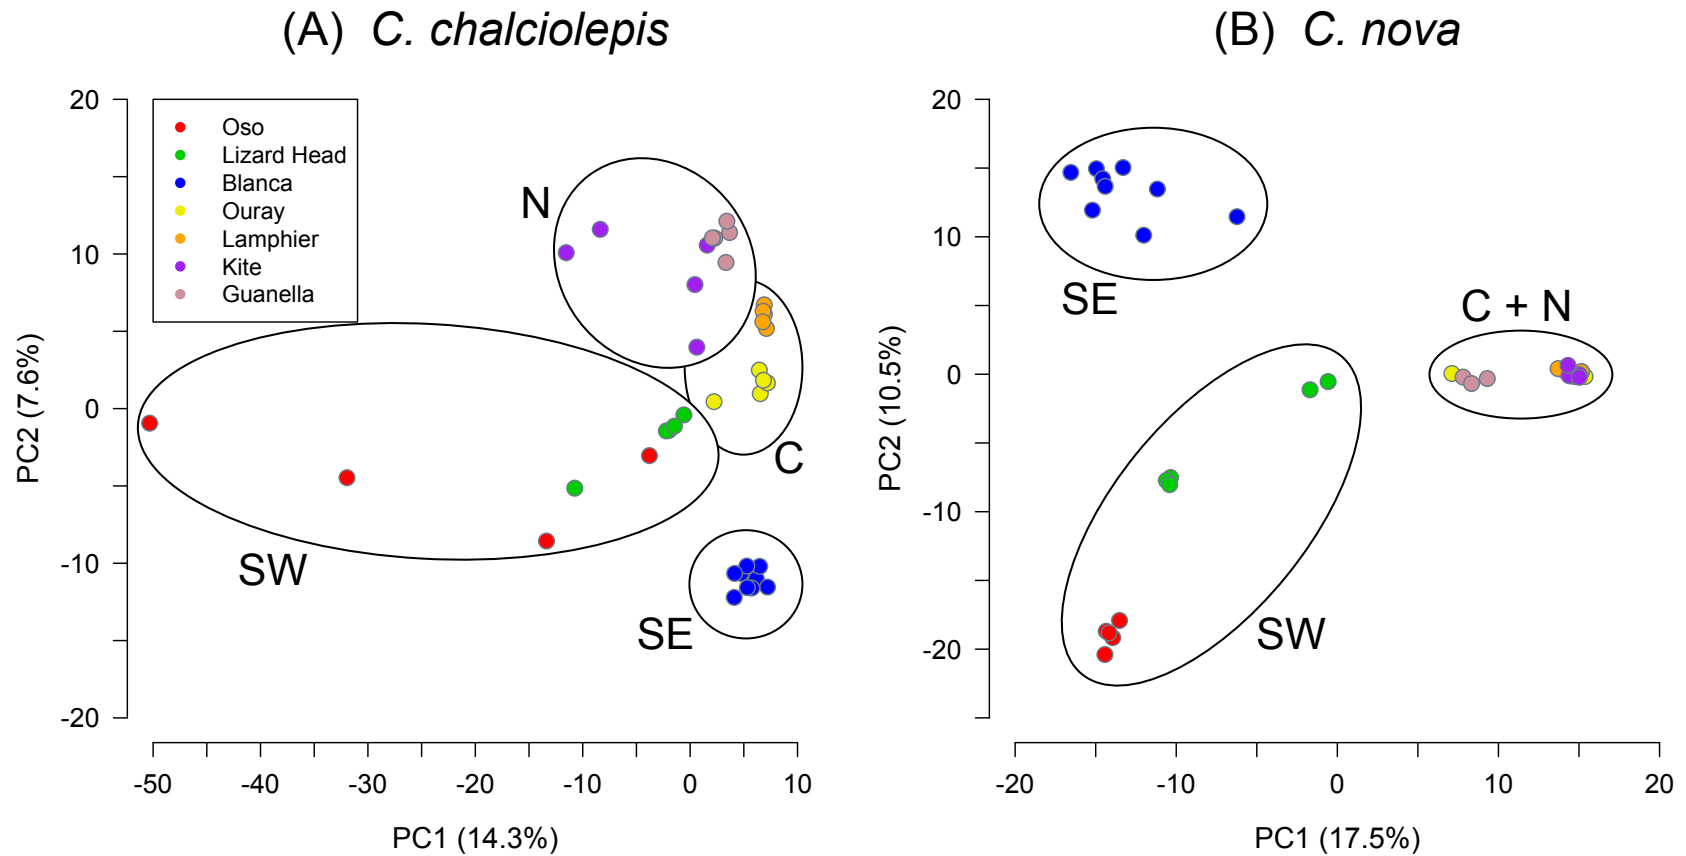 (A) C. chalciolepis
20
10
0
-10
-20
PC2 (7.6%)
Oso
Lizard Head
Blanca
Ouray
Lamphier
Kite
Guanella
N
C
SW
SE
-50
-40
-30
-20
-10
0
10
PC1 (14.3%)
(B) C. nova
20
10
0
-10
-20
PC2 (10.5%)
SE
C + N
SW
-20
-10
0
10
20
PC1 (17.5%)